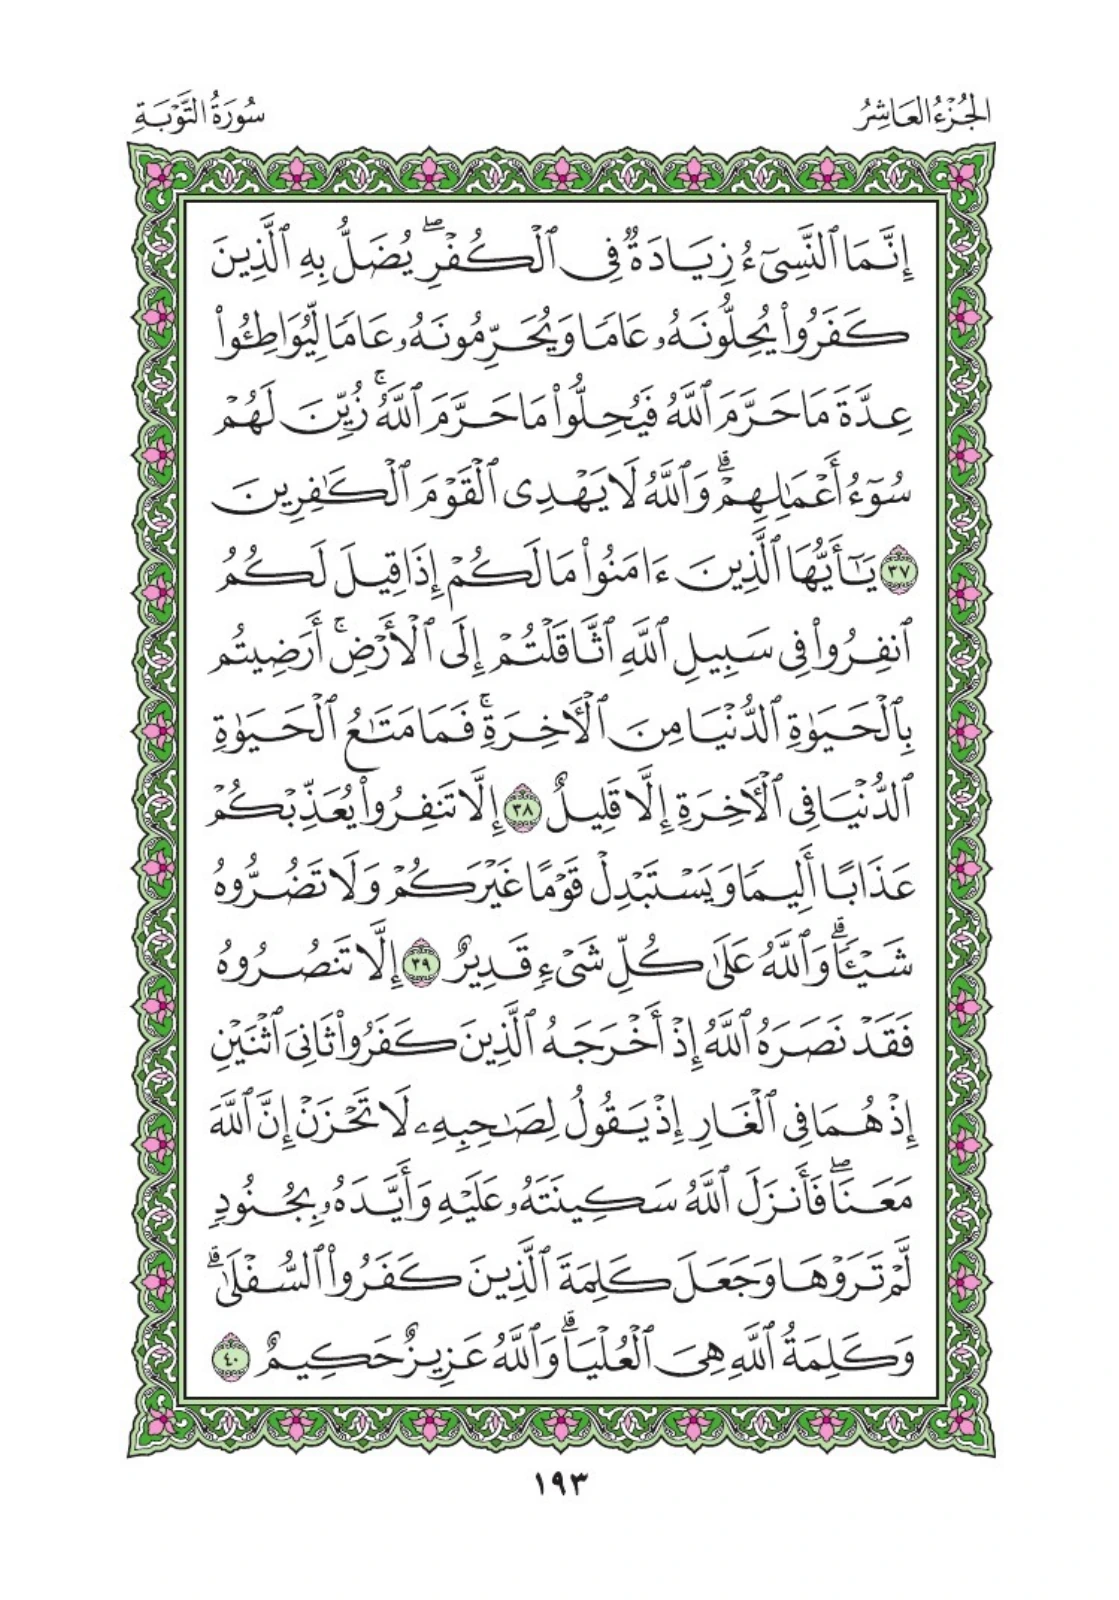 الجُزْءُ العَاشِرُ
سُورَةُ التَّوْبَةِ
إِنَّمَا ٱلنَّسِىٓءُ زِيَادَةٌ فِى ٱلْكُفْرِ ۖ يُضَلُّ بِهِ ٱلَّذِينَ
كَفَرُوا۟ يُحِلُّونَهُۥ عَامًا وَيُحَرِّمُونَهُۥ عَامًا لِّيُوَاطِـُٔوا۟
عِدَّةَ مَا حَرَّمَ ٱللَّهُ فَيُحِلُّوا۟ مَا حَرَّمَ ٱللَّهُ ۚ زُيِّنَ لَهُمْ
سُوٓءُ أَعْمَـٰلِهِمْ ۗ وَٱللَّهُ لَا يَهْدِى ٱلْقَوْمَ ٱلْكَـٰفِرِينَ
٣٧ يَـٰٓأَيُّهَا ٱلَّذِينَ ءَامَنُوا۟ مَا لَكُمْ إِذَا قِيلَ لَكُمُ
ٱنفِرُوا۟ فِى سَبِيلِ ٱللَّهِ ٱثَّاقَلْتُمْ إِلَى ٱلْأَرْضِ ۚ أَرَضِيتُم
بِٱلْحَيَوٰةِ ٱلدُّنْيَا مِنَ ٱلْـَٔاخِرَةِ ۚ فَمَا مَتَـٰعُ ٱلْحَيَوٰةِ
ٱلدُّنْيَا فِى ٱلْـَٔاخِرَةِ إِلَّا قَلِيلٌ ٣٨ إِلَّا تَنفِرُوا۟ يُعَذِّبْكُمْ
عَذَابًا أَلِيمًا وَيَسْتَبْدِلْ قَوْمًا غَيْرَكُمْ وَلَا تَضُرُّوهُ
شَيْـًٔا ۗ وَٱللَّهُ عَلَىٰ كُلِّ شَىْءٍ قَدِيرٌ ٣٩ إِلَّا تَنصُرُوهُ
فَقَدْ نَصَرَهُ ٱللَّهُ إِذْ أَخْرَجَهُ ٱلَّذِينَ كَفَرُوا۟ ثَانِىَ ٱثْنَيْنِ
إِذْ هُمَا فِى ٱلْغَارِ إِذْ يَقُولُ لِصَـٰحِبِهِۦ لَا تَحْزَنْ إِنَّ ٱللَّهَ
مَعَنَا ۖ فَأَنزَلَ ٱللَّهُ سَكِينَتَهُۥ عَلَيْهِ وَأَيَّدَهُۥ بِجُنُودٍ
لَّمْ تَرَوْهَا وَجَعَلَ كَلِمَةَ ٱلَّذِينَ كَفَرُوا۟ ٱلسُّفْلَىٰ ۗ
وَكَلِمَةُ ٱللَّهِ هِىَ ٱلْعُلْيَا ۗ وَٱللَّهُ عَزِيزٌ حَكِيمٌ ٤٠
١٩٣